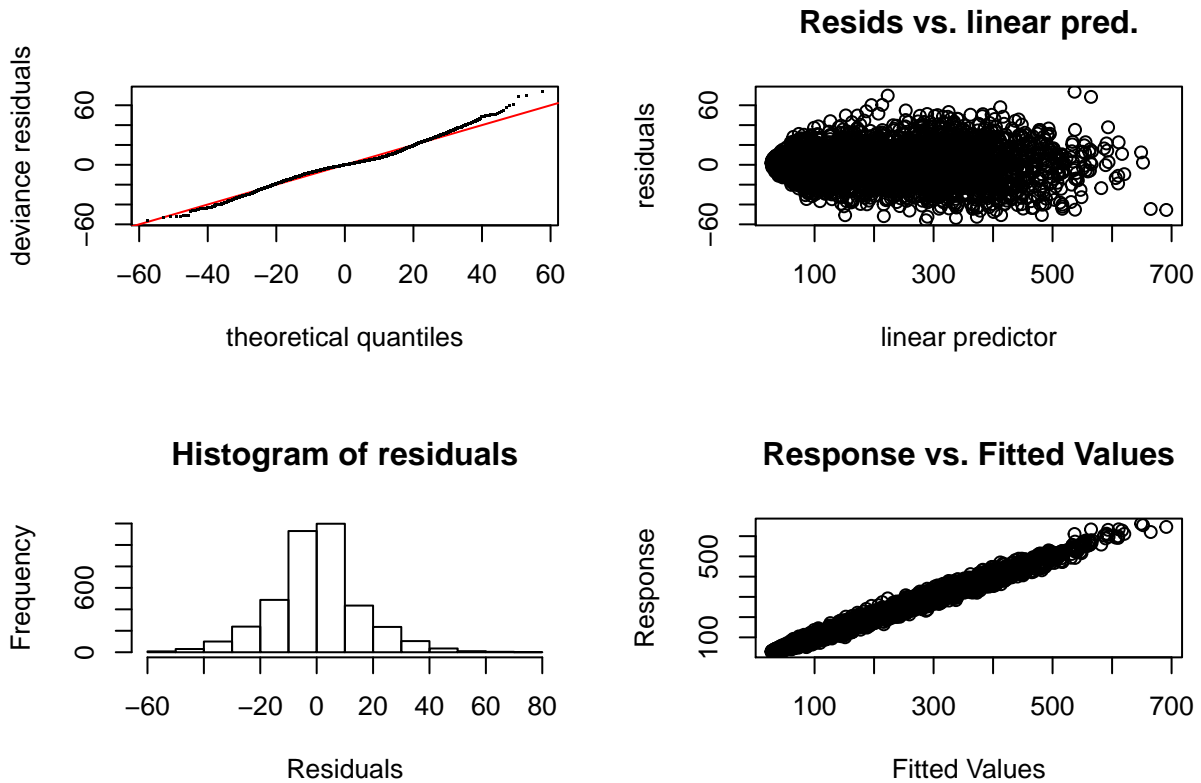 deviance residuals
60
0
−60
−60
−40
−20
0
20
40
60
theoretical quantiles
Resids vs. linear pred.
residuals
60
0
−60
100
300
500
700
linear predictor
Histogram of residuals
Frequency
600
0
−60
−20
0
20
40
60
80
Residuals
Response vs. Fitted Values
Response
500
100
100
300
500
700
Fitted Values